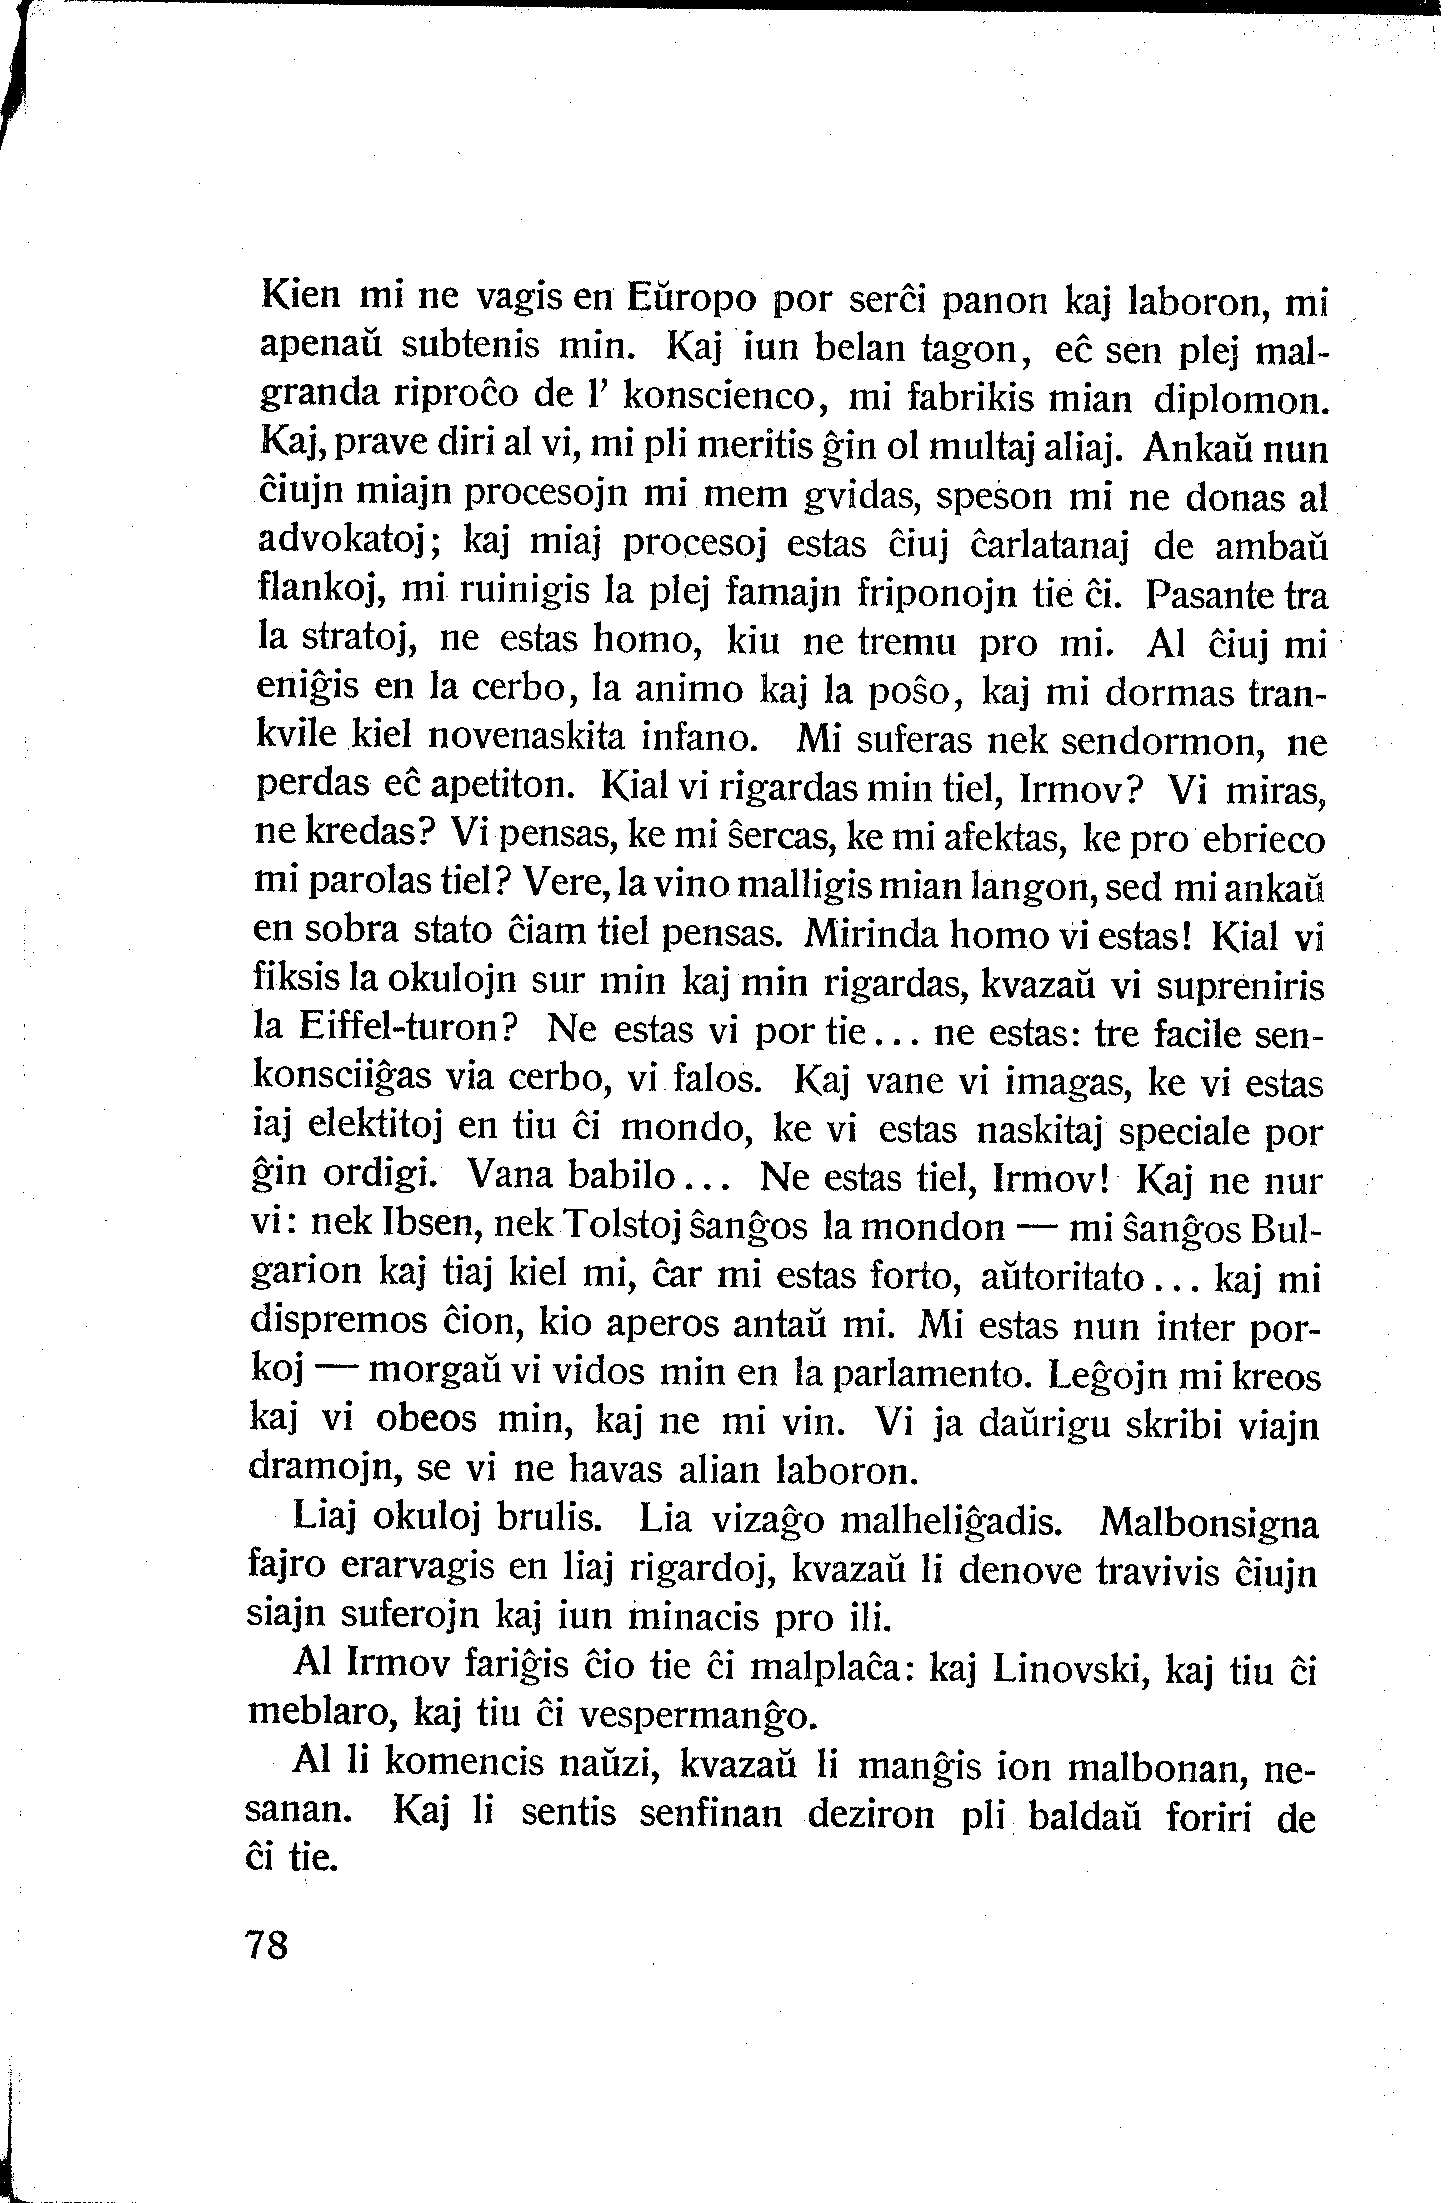 Kien mi ne vagis en Eŭropo por serĉi panon kaj laboron, mi
apenaŭ subtenis min. Kaj iun belan tagon, eĉ sen plej mal-
granda riproĉo de l' konscienco, mi fabrikis mian diplomon.
Kaj, prave diri al vi, mi pli meritis ĝin ol multaj aliaj. Ankaŭ nun
ĉiujn miajn procesojn mi mem gvidas, speson mi ne donas al
advokatoj; kaj miaj procesoj estas ĉiuj ĉarlatanaj de ambaŭ
flankoj, mi ruinigis la plej famajn friponojn tie ĉi. Pasante tra
la stratoj, ne estas homo, kiu ne tremu pro mi. Al ĉiuj mi
eniĝis en la cerbo, la animo kaj la poŝo, kaj mi dormas tran-
kvile kiel novenaskita infano. Mi suferas nek sendormon, ne
perdas eĉ apetiton. Kial vi rigardas min tiel, Irmov? Vi miras,
ne kredas? Vi pensas, ke mi ŝercas, ke mi afektas, ke pro ebrieco
mi parolas tiel? Vere, la vino malligis mian langon, sed mi ankaŭ
en sobra stato ĉiam tiel pensas. Mirinda homo vi estas! Kial vi
fiksis la okulojn sur min kaj min rigardas, kvazaŭ vi supreniris
la Eiffel-turon? Ne estas vi por tie... ne estas: tre facile sen-
konsciiĝas via cerbo, vi falos. Kaj vane vi imagas, ke vi estas
iaj elektitoj en tiu ĉi mondo, ke vi estas naskitaj speciale por
ĝin ordigi. Vana babilo... Ne estas tiel, Irmov! Kaj ne nur
vi: nek Ibsen, nek Tolstoj ŝanĝos la mondon — mi ŝanĝos Bul-
garion kaj tiaj kiel mi, ĉar mi estas forto, aŭtoritato... kaj mi
dispremos ĉion, kio aperos antaŭ mi. Mi estas nun inter por-
koj — morgaŭ vi vidos min en la parlamento. Leĝojn mi kreos
kaj vi obeos min, kaj ne mi vin. Vi ja daŭrigu skribi viajn
dramojn, se vi ne havas alian laboron.
Liaj okuloj brulis. Lia vizaĝo malheliĝadis. Malbonsigna
fajro erarvagis en liaj rigardoj, kvazaŭ li denove travivis ĉiujn
siajn suferojn kaj iun minacis pro ili.
Al Irmov fariĝis ĉio tie ĉi malplaĉa: kaj Linovski, kaj tiu ĉi
meblaro, kaj tiu ĉi vespermanĝo.
Al li komencis naŭzi, kvazaŭ li manĝis ion malbonan, ne-
sanan. Kaj li sentis senfinan deziron pli baldaŭ foriri de
ĉi tie.
78